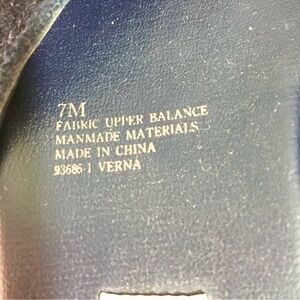 7M
FABRIC UPPER BALANCE
MANMADE MATERIALS
MADE IN CHINA
93686-1 VERNA